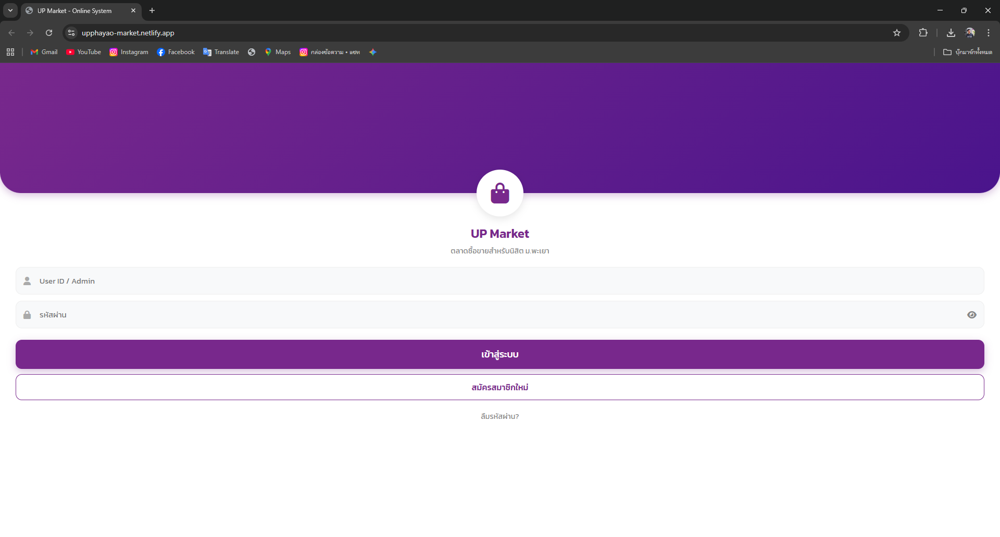 UP Market - Online System
upphayao-market.netlify.app
Gmail YouTube Instagram Facebook Translate Maps กล่องข้อความ • แชท บุ๊กมาร์กทั้งหมด
UP Market
ตลาดซื้อขายสำหรับนิสิต ม.พะเยา
User ID / Admin
รหัสผ่าน
เข้าสู่ระบบ
สมัครสมาชิกใหม่
ลืมรหัสผ่าน?